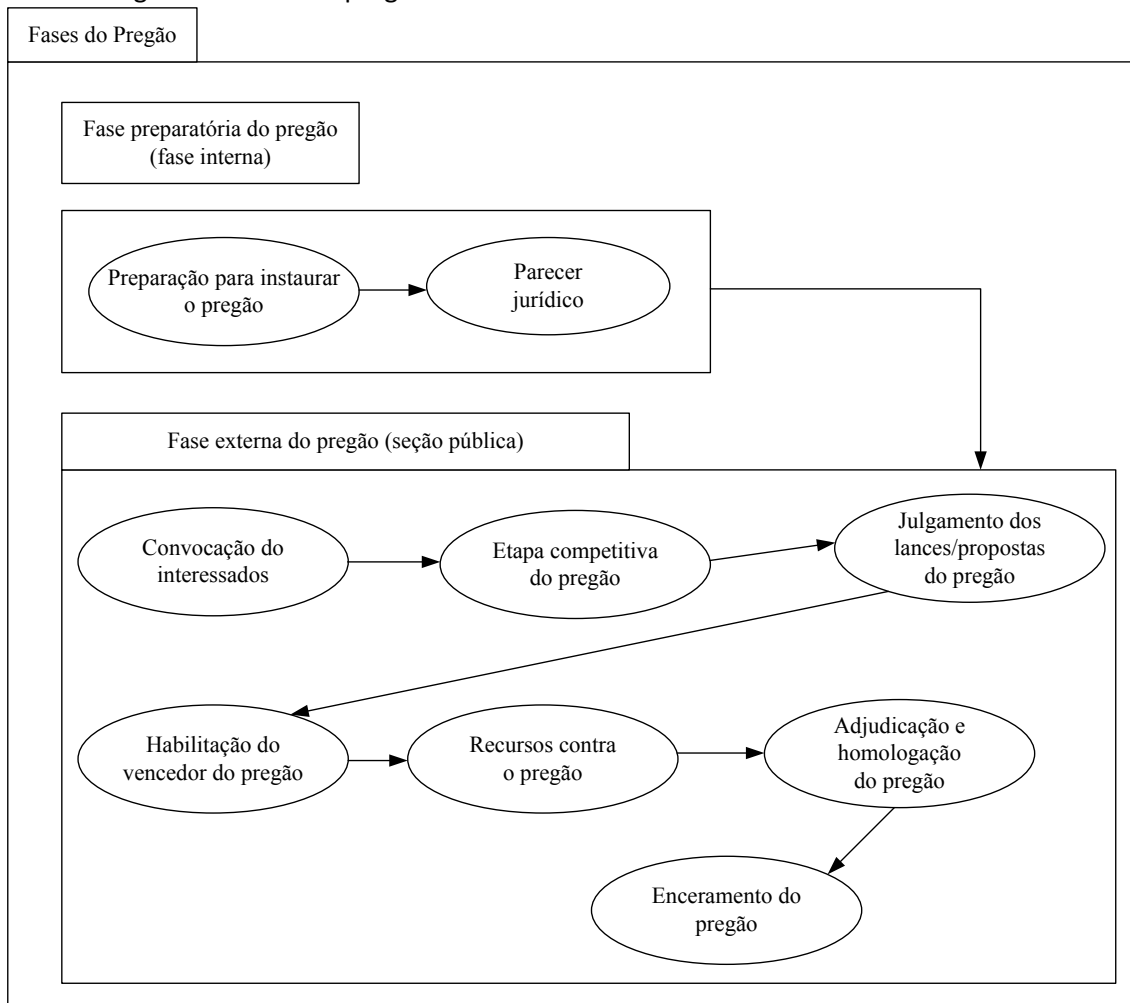 Fases do Pregão
Fase preparatória do pregão
(fase interna)
Preparação para instaurar
o pregão
Parecer
jurídico
Fase externa do pregão (seção pública)
Convocação do
interessados
Etapa competitiva
do pregão
Julgamento dos
lances/propostas
do pregão
Habilitação do
vencedor do pregão
Recursos contra
o pregão
Adjudicação e
homologação
do pregão
Enceramento do
pregão